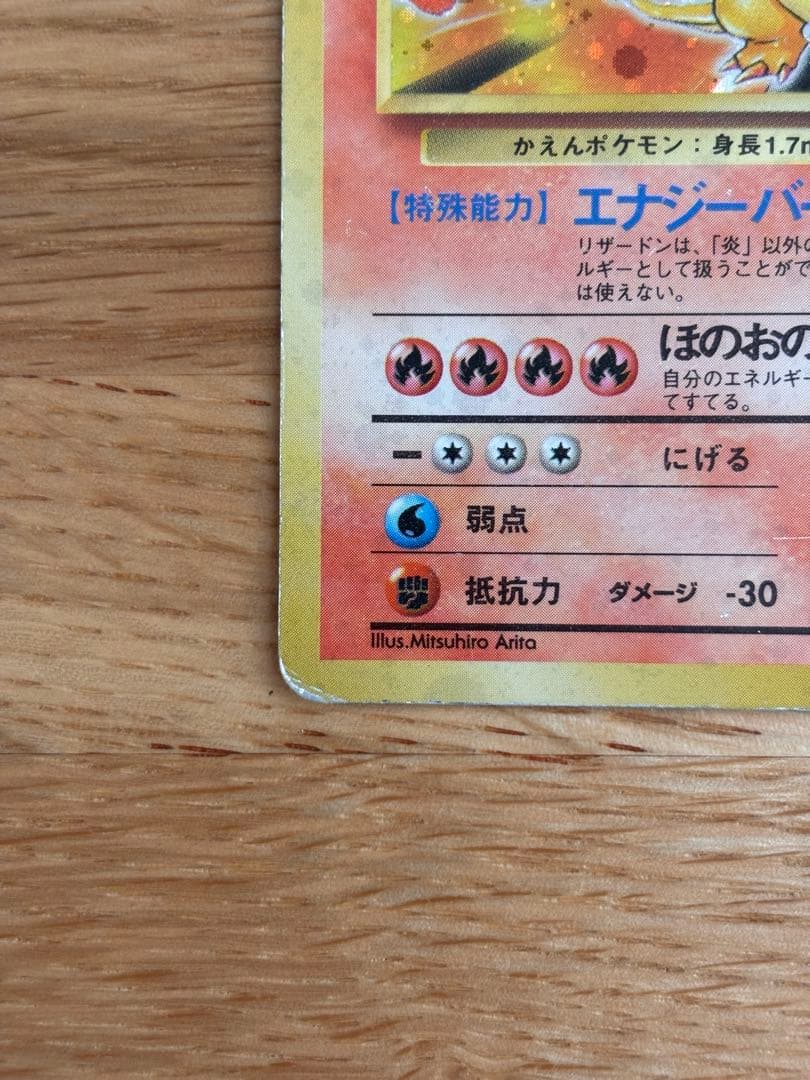 かえんポケモン：身長1.7m
【特殊能力】 エナジーバー
リザードンは、「炎」以外の
ルギーとして扱うことがで
は使えない。
ほのおの
自分のエネルギー
てすてる。
ー にげる
弱点
抵抗力 ダメージ -30
Illus.Mitsuhiro Arita